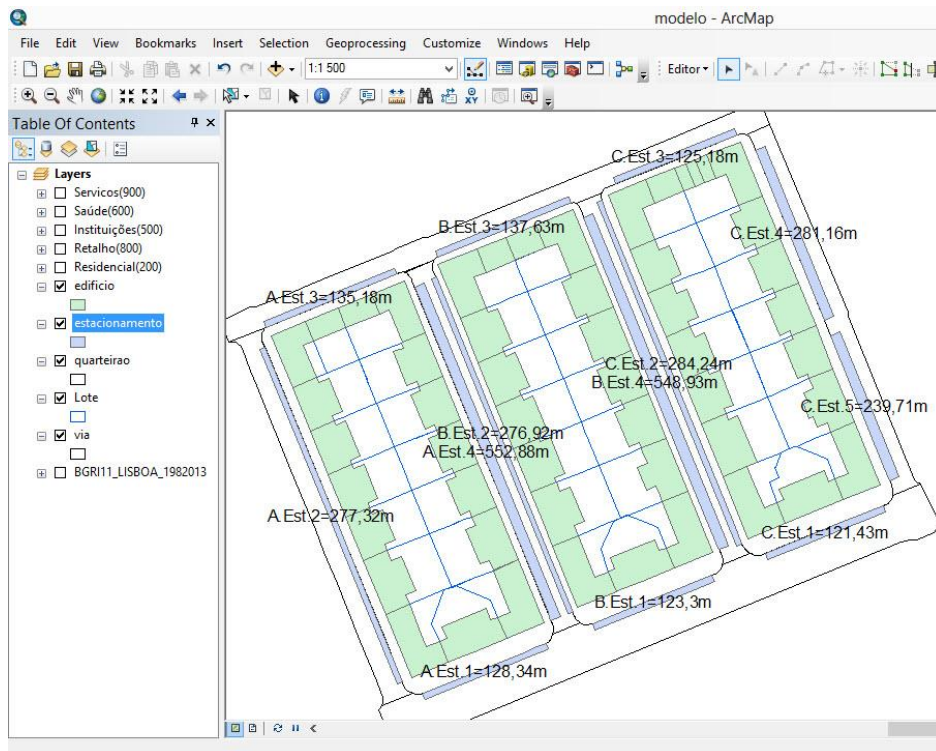 modelo - ArcMap
File Edit View Bookmarks Insert Selection Geoprocessing Customize Windows Help
1:1 500
Editor
Table Of Contents
Layers
Servicos(900)
Saúde(600)
Instituições(500)
Retalho(800)
Residencial(200)
edificio
estacionamento
quarteirao
Lote
via
BGRI11_LISBOA_1982013
C.Est.3=125,18m
B.Est.3=137,63m
C.Est.4=281,16m
A.Est.3=135,18m
C.Est.2=284,24m
B.Est.4=548,93m
C.Est.5=239,71m
B.Est.2=276,92m
A.Est.4=552,88m
A.Est.2=277,32m
C.Est.1=121,43m
B.Est.1=123,3m
A.Est.1=128,34m